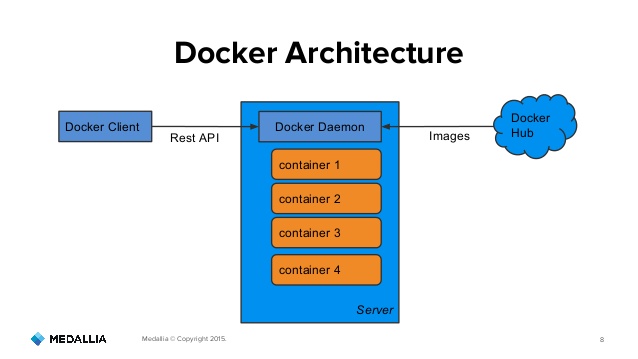 Docker Architecture
Docker Client
Rest API
Docker Daemon
Images
Docker
Hub
container 1
container 2
container 3
container 4
Server
MEDALLIA
Medallia © Copyright 2015.
8